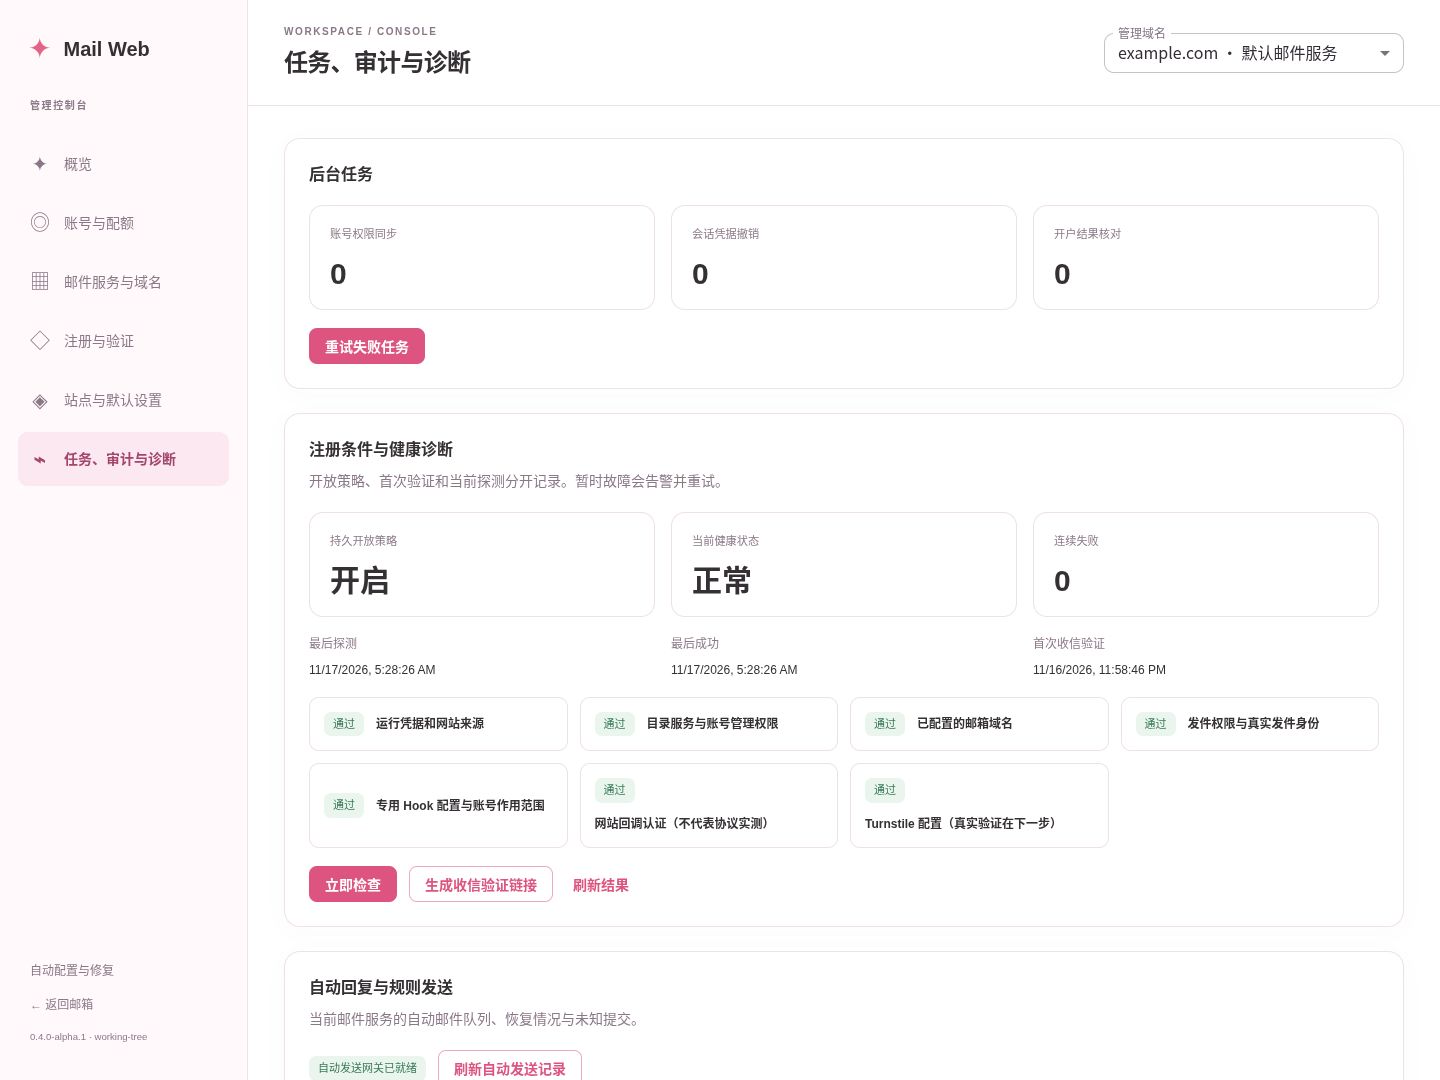 Mail Web
管理控制台
概览
账号与配额
邮件服务与域名
注册与验证
站点与默认设置
任务、审计与诊断
自动配置与修复
← 返回邮箱
0.4.0-alpha.1 · working-tree
WORKSPACE / CONSOLE
任务、审计与诊断
管理域名
example.com · 默认邮件服务
后台任务
账号权限同步
0
会话凭据撤销
0
开户结果核对
0
重试失败任务
注册条件与健康诊断
开放策略、首次验证和当前探测分开记录。暂时故障会告警并重试。
持久开放策略
开启
当前健康状态
正常
连续失败
0
最后探测
11/17/2026, 5:28:26 AM
最后成功
11/17/2026, 5:28:26 AM
首次收信验证
11/16/2026, 11:58:46 PM
通过 运行凭据和网站来源
通过 目录服务与账号管理权限
通过 已配置的邮箱域名
通过 发件权限与真实发件身份
通过 专用 Hook 配置与账号作用范围
通过
网站回调认证（不代表协议实测）
通过
Turnstile 配置（真实验证在下一步）
立即检查
生成收信验证链接
刷新结果
自动回复与规则发送
当前邮件服务的自动邮件队列、恢复情况与未知提交。
自动发送网关已就绪
刷新自动发送记录